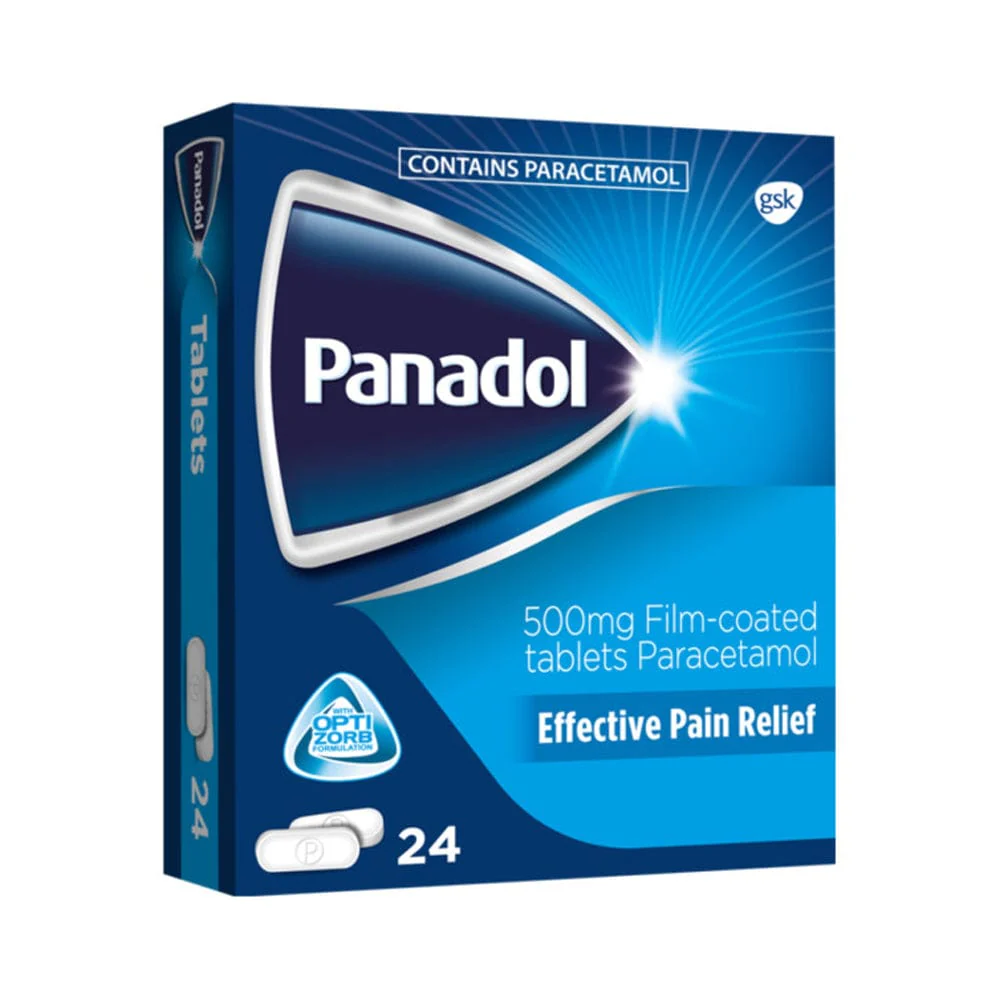 CONTAINS PARACETAMOL
gsk
Panadol
500mg Film-coated
tablets Paracetamol
Effective Pain Relief
WITH
OPTI
ZORB
FORMULATION
P
24
Panadol
Tablets
P
24